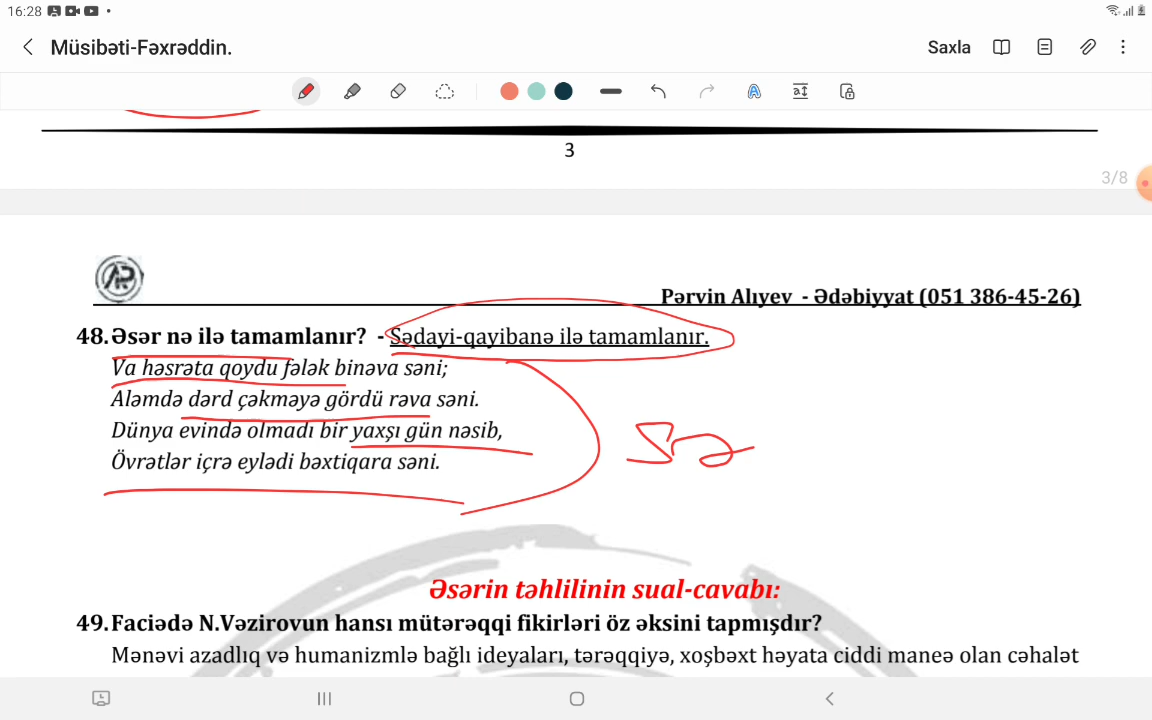 16:28
Müsibəti-Fəxrəddin.
Saxla
3
3/8
Pərvin Alıyev - Ədəbiyyat (051 386-45-26)
48.Əsər nə ilə tamamlanır? - Sədayi-qayibanə ilə tamamlanır.
Va həsrəta qoydu fələk binəva səni;
Aləmdə dərd çəkməyə gördü rəva səni.
Dünya evində olmadı bir yaxşı gün nəsib,
Övrətlər içrə eylədi bəxtiqara səni.
Əsərin təhlilinin sual-cavabı:
49.Faciədə N.Vəzirovun hansı mütərəqqi fikirləri öz əksini tapmışdır?
Mənəvi azadlıq və humanizmlə bağlı ideyaları, tərəqqiyə, xoşbəxt həyata ciddi maneə olan cəhalət